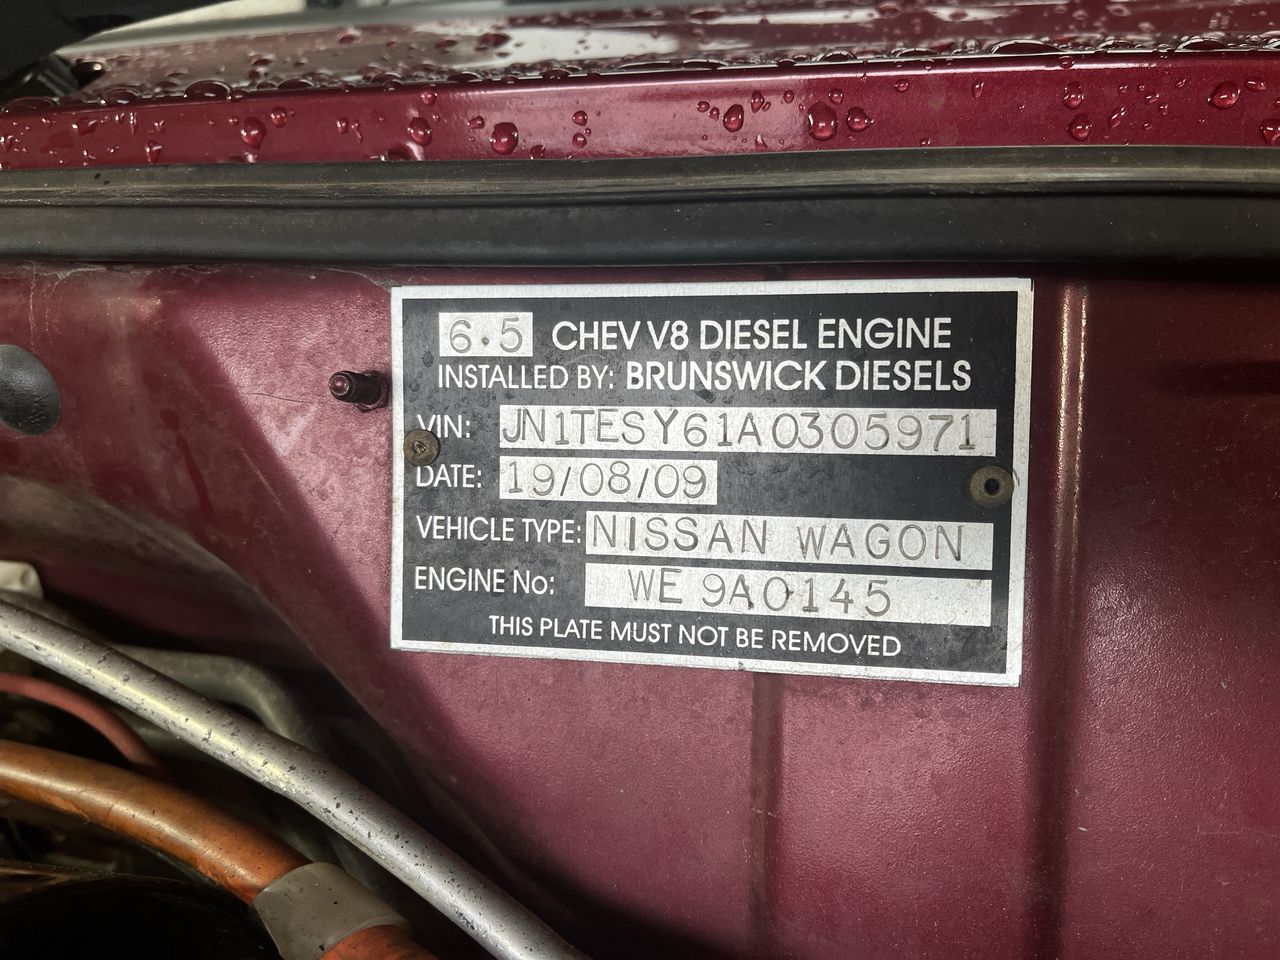 6.5 CHEV V8 DIESEL ENGINE
INSTALLED BY: BRUNSWICK DIESELS
VIN: JN1TESY61A0305971
DATE: 19/08/09
VEHICLE TYPE: NISSAN WAGON
ENGINE No: WE 9A0145
THIS PLATE MUST NOT BE REMOVED